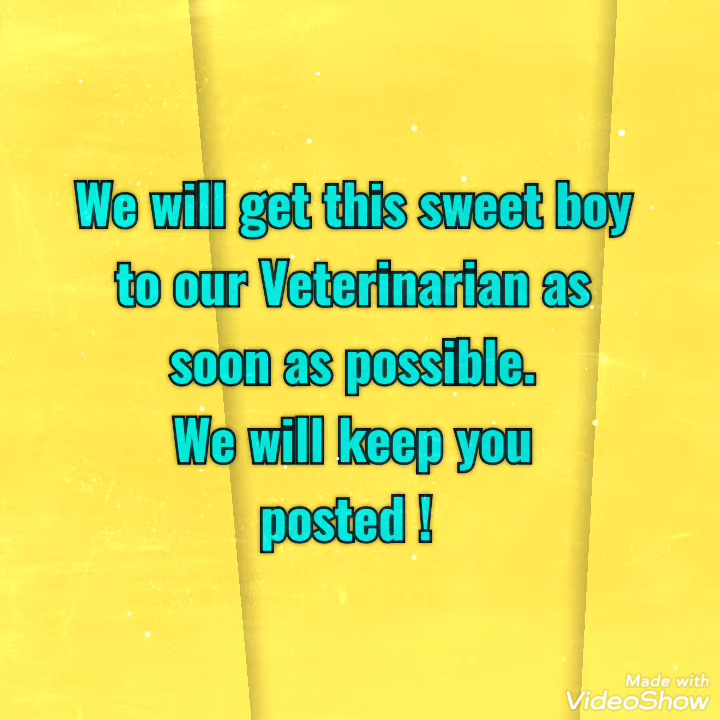 We will get this sweet boy
to our Veterinarian as
soon as possible.
We will keep you
posted !
Made with
VideoShow